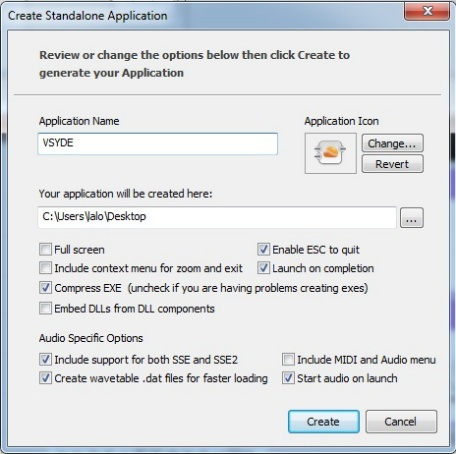 Create Standalone Application
Review or change the options below then click Create to
generate your Application
Application Name
Application Icon
VSYDE
Change...
Revert
Your application will be created here:
C:\Users\lalo\Desktop
...
Full screen
Enable ESC to quit
Include context menu for zoom and exit
Launch on completion
Compress EXE (uncheck if you are having problems creating exes)
Embed DLLs from DLL components
Audio Specific Options
Include support for both SSE and SSE2
Include MIDI and Audio menu
Create wavetable .dat files for faster loading
Start audio on launch
Create
Cancel